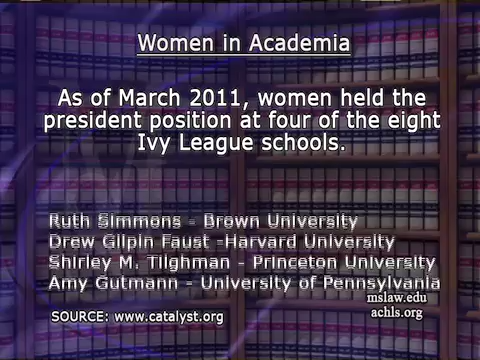 Women in Academia
As of March 2011, women held the
president position at four of the eight
Ivy League schools.
Ruth Simmons - Brown University
Drew Gilpin Faust -Harvard University
Shirley M. Tilghman - Princeton University
Amy Gutmann - University of Pennsylvania
mslaw.edu
achls.org
SOURCE: www.catalyst.org